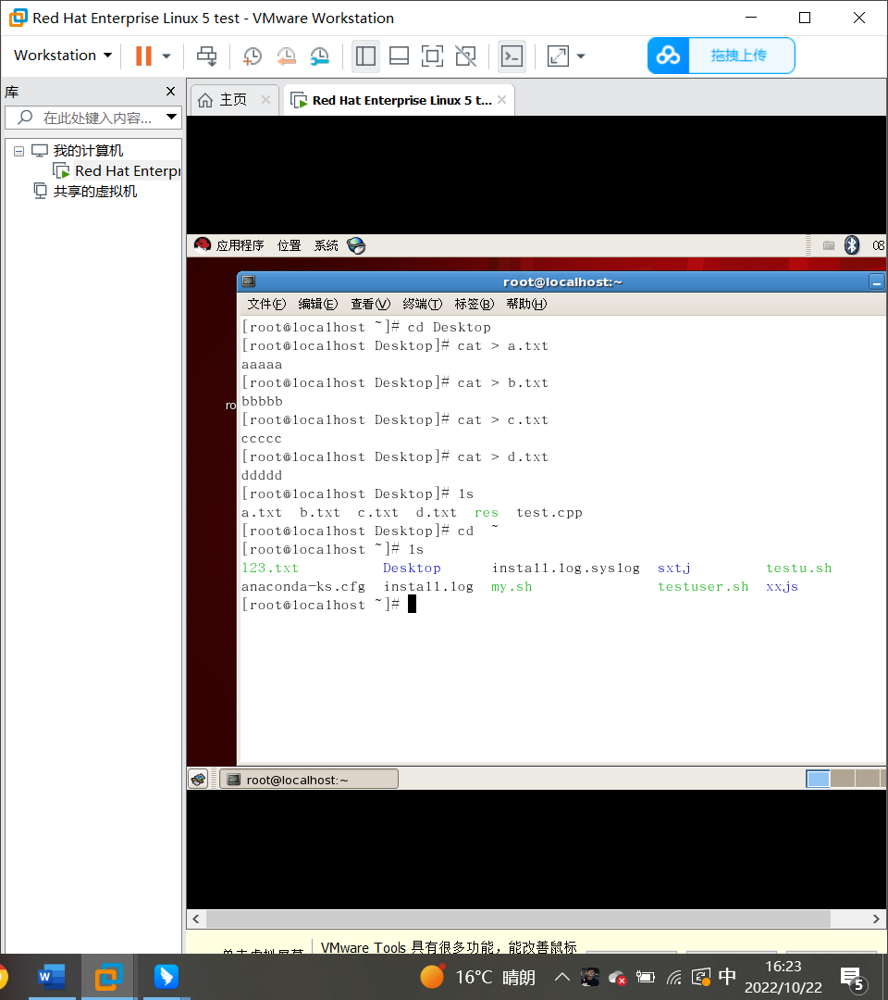 Red Hat Enterprise Linux 5 test - VMware Workstation
Workstation
拖拽上传
库
主页
Red Hat Enterprise Linux 5 t...
在此处键入内容...
我的计算机
Red Hat Enterpr
共享的虚拟机
应用程序 位置 系统
08
root@localhost:~
文件(F) 编辑(E) 查看(V) 终端(T) 标签(B) 帮助(H)
[root@localhost ~]# cd Desktop
[root@localhost Desktop]# cat > a.txt
aaaaa
[root@localhost Desktop]# cat > b.txt
ro
bbbbb
[root@localhost Desktop]# cat > c.txt
ccccc
[root@localhost Desktop]# cat > d.txt
ddddd
[root@localhost Desktop]# ls
a.txt b.txt c.txt d.txt res test.cpp
[root@localhost Desktop]# cd ~
[root@localhost ~]# ls
123.txt Desktop install.log.syslog sxtj testu.sh
anaconda-ks.cfg install.log my.sh testuser.sh xxjs
[root@localhost ~]#
root@localhost:~
VMware Tools 具有很多功能，能改善鼠标
单击虚拟屏幕
16°C 晴朗
中
16:23
2022/10/22
5